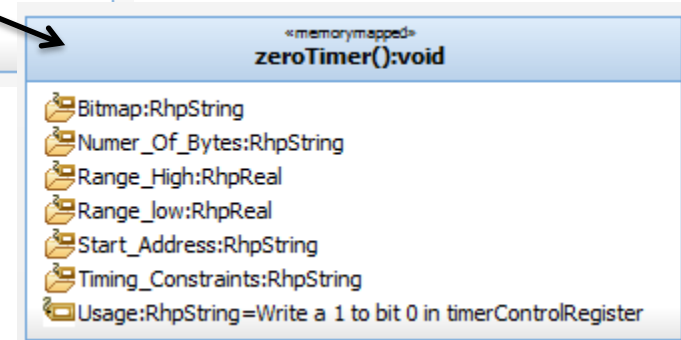 «memorymapped»
zeroTimer():void
Bitmap:RhpString
Numer_Of_Bytes:RhpString
Range_High:RhpReal
Range_low:RhpReal
Start_Address:RhpString
Timing_Constraints:RhpString
Usage:RhpString=Write a 1 to bit 0 in timerControlRegister